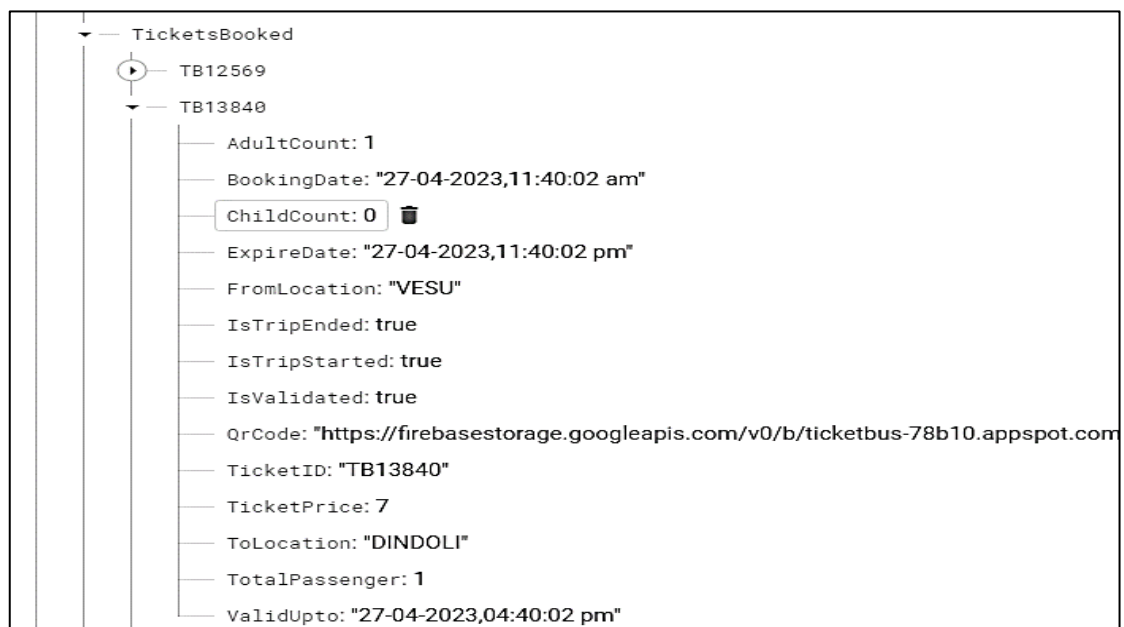 TicketsBooked
TB12569
TB13840
AdultCount: 1
BookingDate: "27-04-2023,11:40:02 am"
ChildCount: 0
ExpireDate: "27-04-2023,11:40:02 pm"
FromLocation: "VESU"
IsTripEnded: true
IsTripStarted: true
IsValidated: true
QrCode: "https://firebasestorage.googleapis.com/v0/b/ticketbus-78b10.appspot.com
TicketID: "TB13840"
TicketPrice: 7
ToLocation: "DINDOLI"
TotalPassenger: 1
ValidUpto: "27-04-2023,04:40:02 pm"